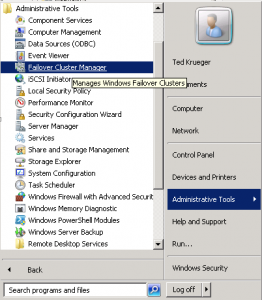 Administrative Tools
Component Services
Computer Management
Data Sources (ODBC)
Event Viewer
Failover Cluster Manager
iSCSI Initiator
Manages Windows Failover Clusters
Local Security Policy
Performance Monitor
Security Configuration Wizard
Server Manager
Services
Share and Storage Management
Storage Explorer
System Configuration
Task Scheduler
Windows Firewall with Advanced Securit
Windows Memory Diagnostic
Windows PowerShell Modules
Windows Server Backup
Remote Desktop Services
Back
Search programs and files
Ted Krueger
Computer
Network
Control Panel
Devices and Printers
Administrative Tools
Help and Support
Run...
Windows Security
Log off